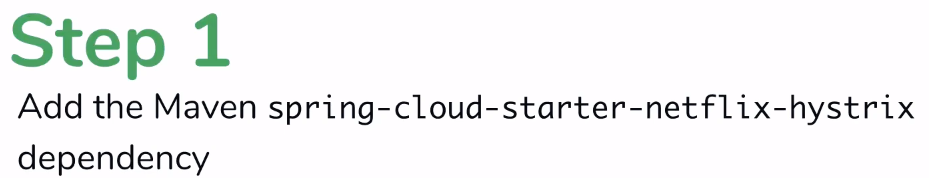 Step 1
Add the Maven spring-cloud-starter-netflix-hystrix
dependency